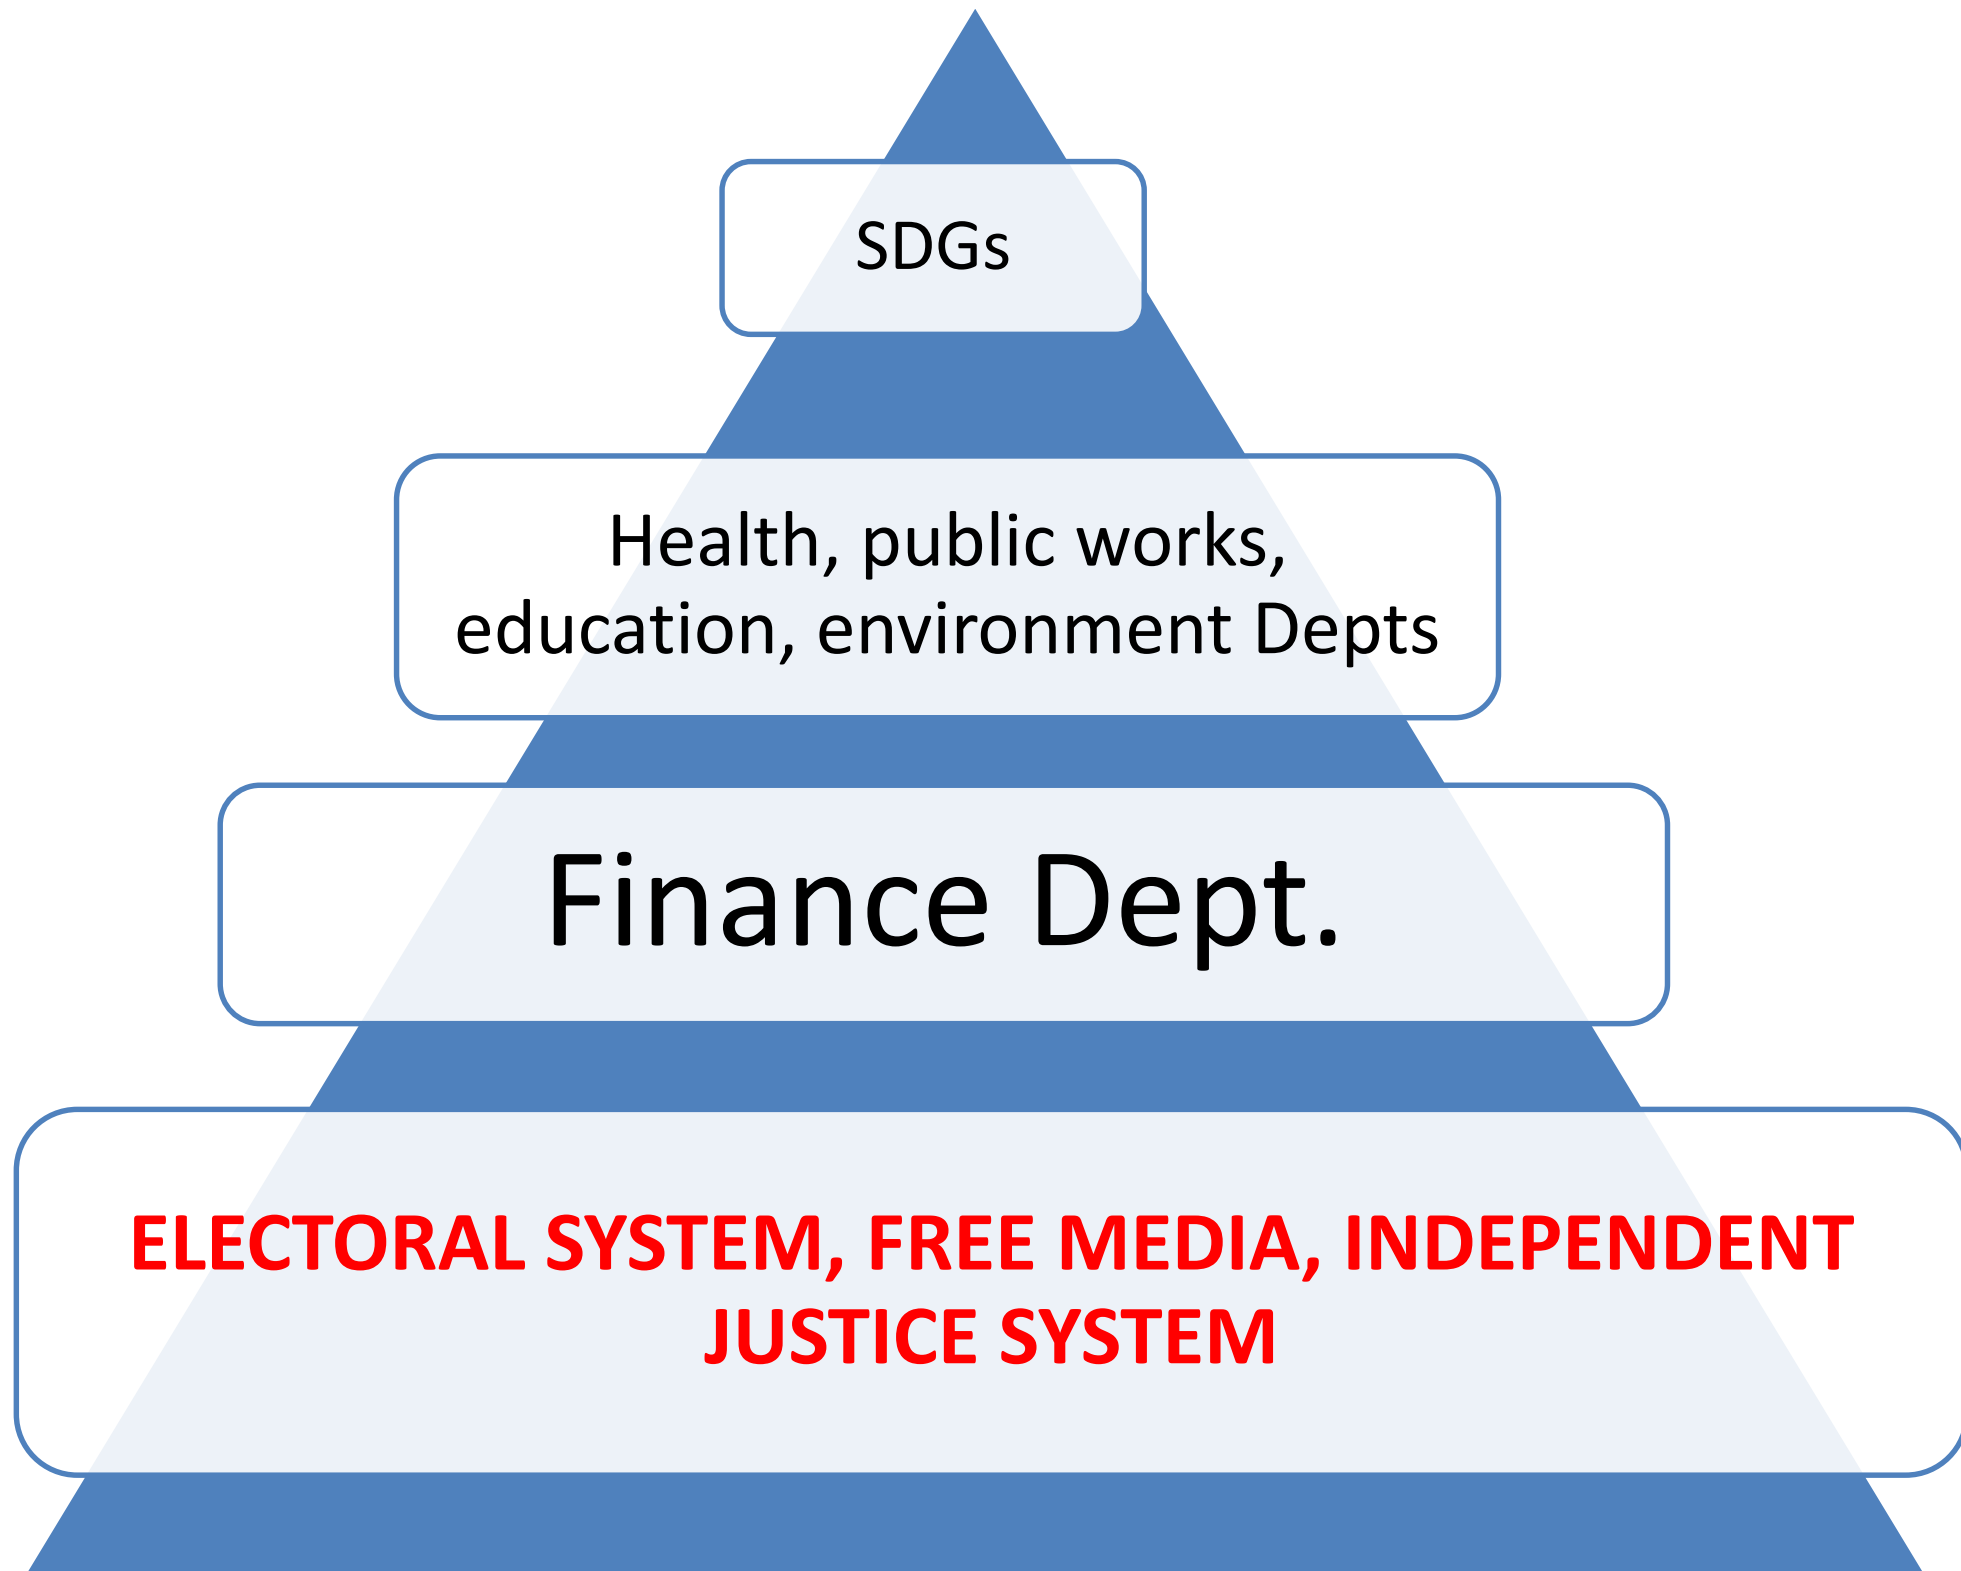 SDGs
Health, public works,
education, environment Depts
Finance Dept.
ELECTORAL SYSTEM, FREE MEDIA, INDEPENDENT
JUSTICE SYSTEM